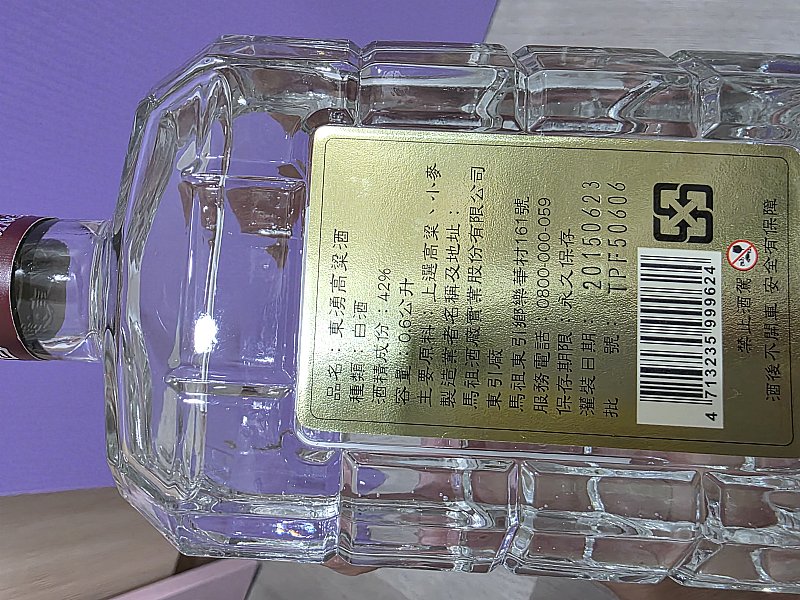 品名：東湧高粱酒
種類：白酒
酒精成份：42%
容量：0.6公升
主要原料：上選高粱、小麥
製造業者名稱及地址：
馬祖酒廠實業股份有限公司
東引廠
馬祖東引鄉樂華村161號
服務電話：0800-000-059
保存期限：永久保存
灌裝日期：20150623
批號：TPF50606
4 713235 999624
禁止酒駕
酒後不開車 安全有保障